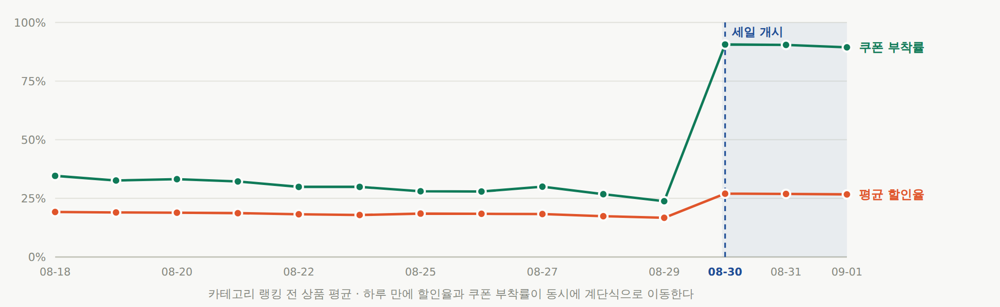 100%
세일 개시
쿠폰 부착률
75%
50%
25%
평균 할인율
0%
08-18 08-20 08-22 08-25 08-27 08-29 08-30 08-31 09-01
카테고리 랭킹 전 상품 평균 · 하루 만에 할인율과 쿠폰 부착률이 동시에 계단식으로 이동한다